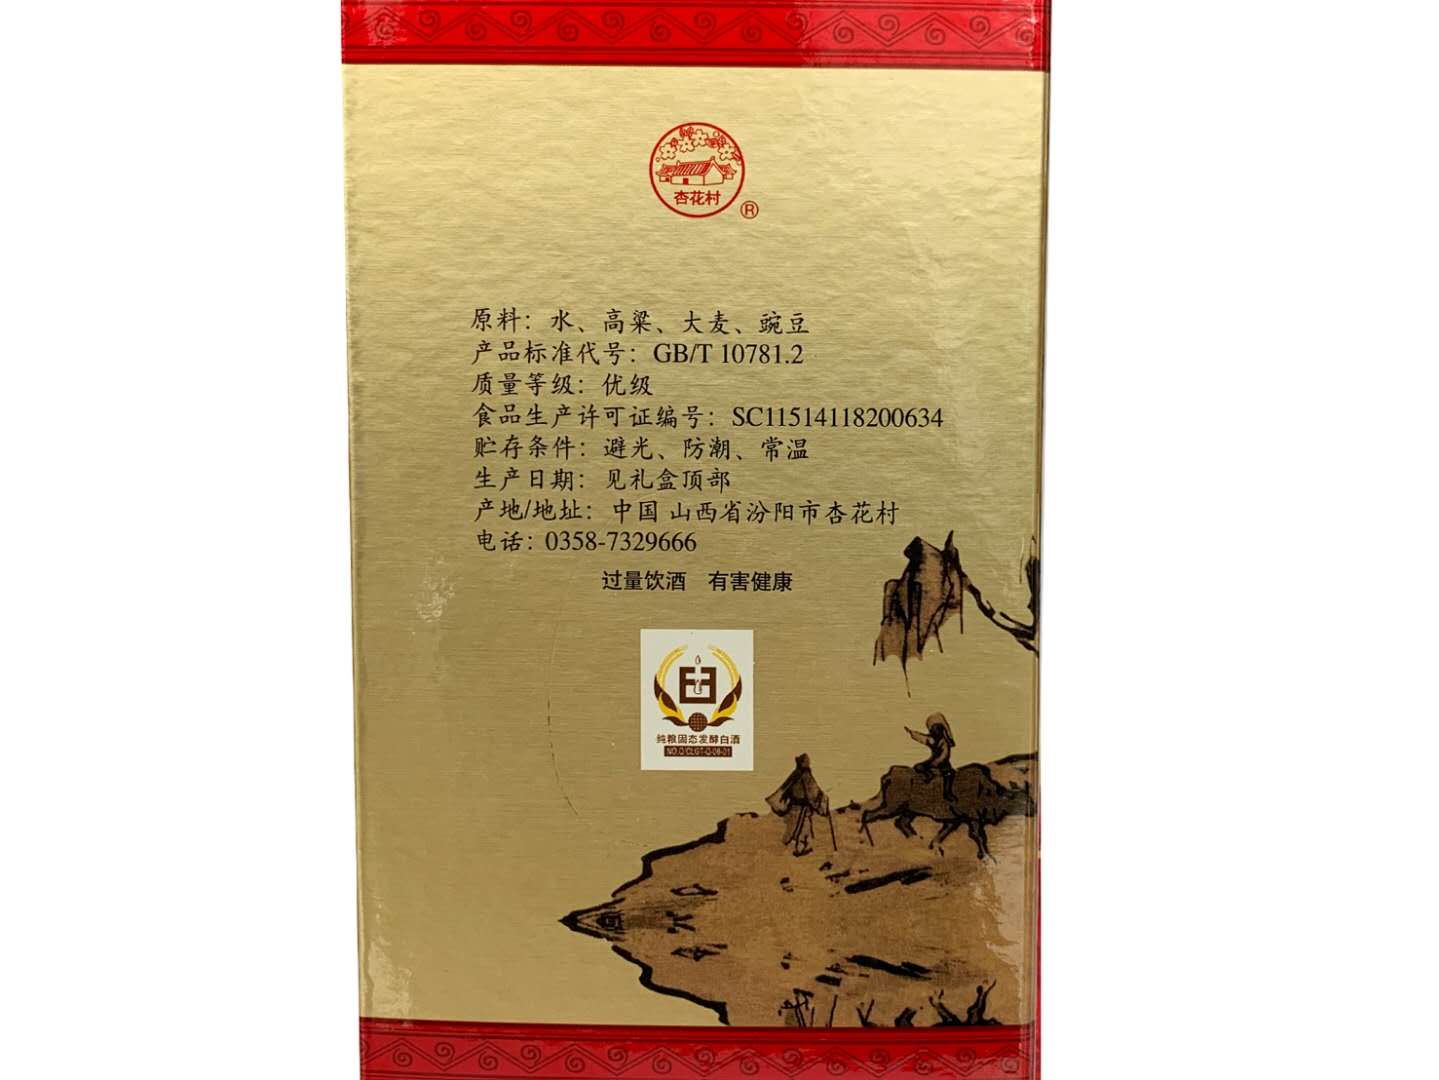 杏花村
®
原料：水、高粱、大麦、豌豆
产品标准代号：GB/T 10781.2
质量等级：优级
食品生产许可证编号：SC11514118200634
贮存条件：避光、防潮、常温
生产日期：见礼盒顶部
产地/地址：中国 山西省汾阳市杏花村
电话：0358-7329666
过量饮酒 有害健康
纯粮固态发酵白酒